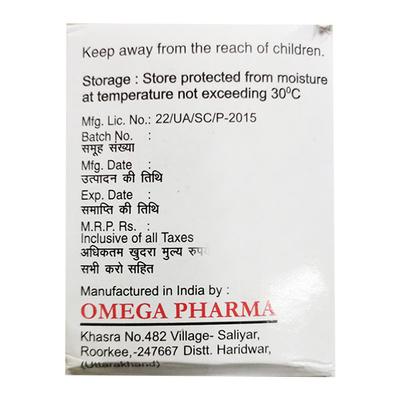 Keep away from the reach of children.
Storage : Store protected from moisture
at temperature not exceeding 30⁰C
Mfg. Lic. No.: 22/UA/SC/P-2015
Batch No. :
समूह संख्या
Mfg. Date :
उत्पादन की तिथि
Exp. Date :
समाप्ति की तिथि
M.R.P. Rs. :
Inclusive of all Taxes
अधिकतम खुदरा मुल्य
सभी करो सहित
Manufactured in India by :
OMEGA PHARMA
Khasra No.482 Village- Saliyar,
Roorkee,-247667 Distt. Haridwar,
(Uttarakhand)